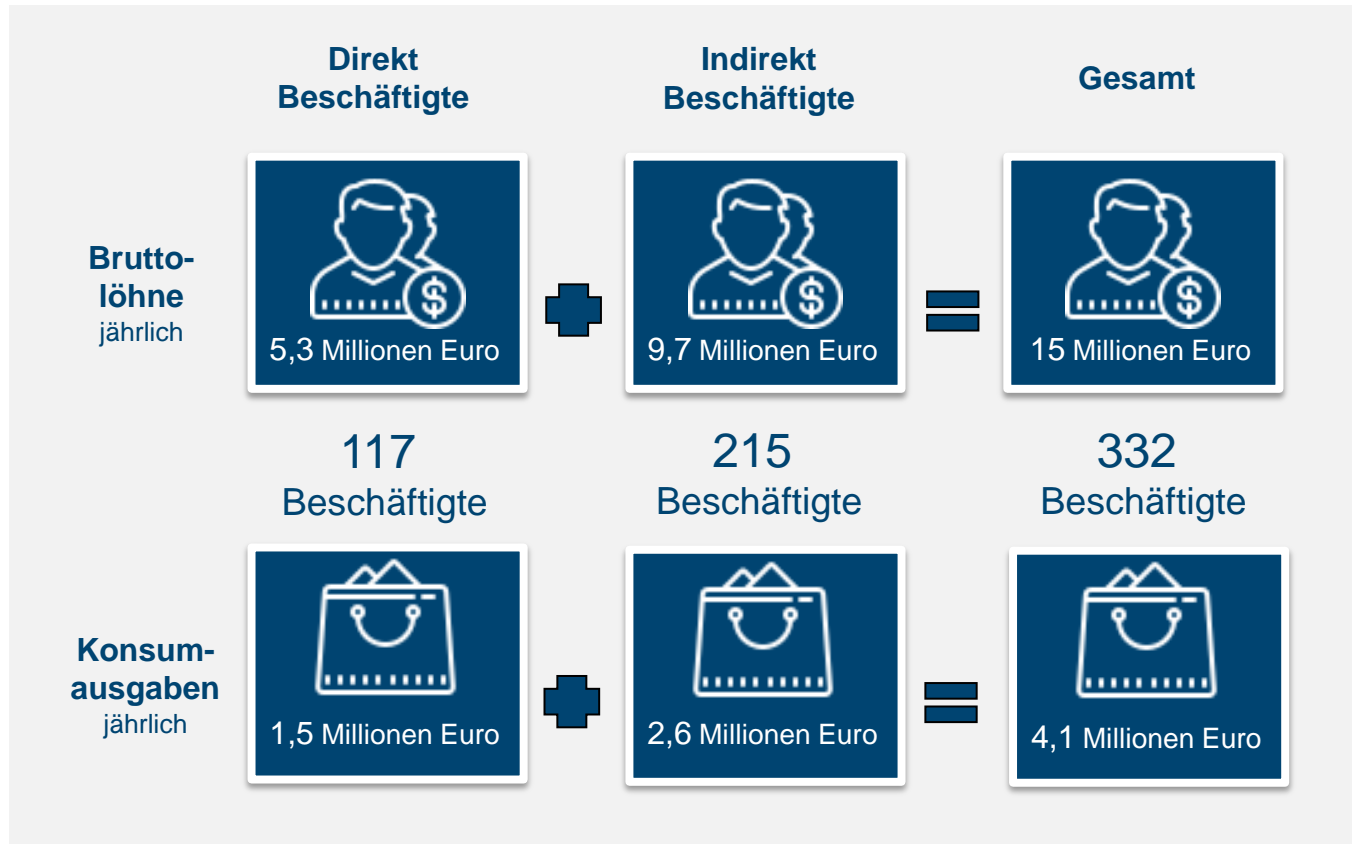 Direkt
Beschäftigte
Indirekt
Beschäftigte
Gesamt
Brutto-
löhne
jährlich
$
5,3 Millionen Euro
$
9,7 Millionen Euro
$
15 Millionen Euro
117
Beschäftigte
215
Beschäftigte
332
Beschäftigte
Konsum-
ausgaben
jährlich
1,5 Millionen Euro
2,6 Millionen Euro
4,1 Millionen Euro